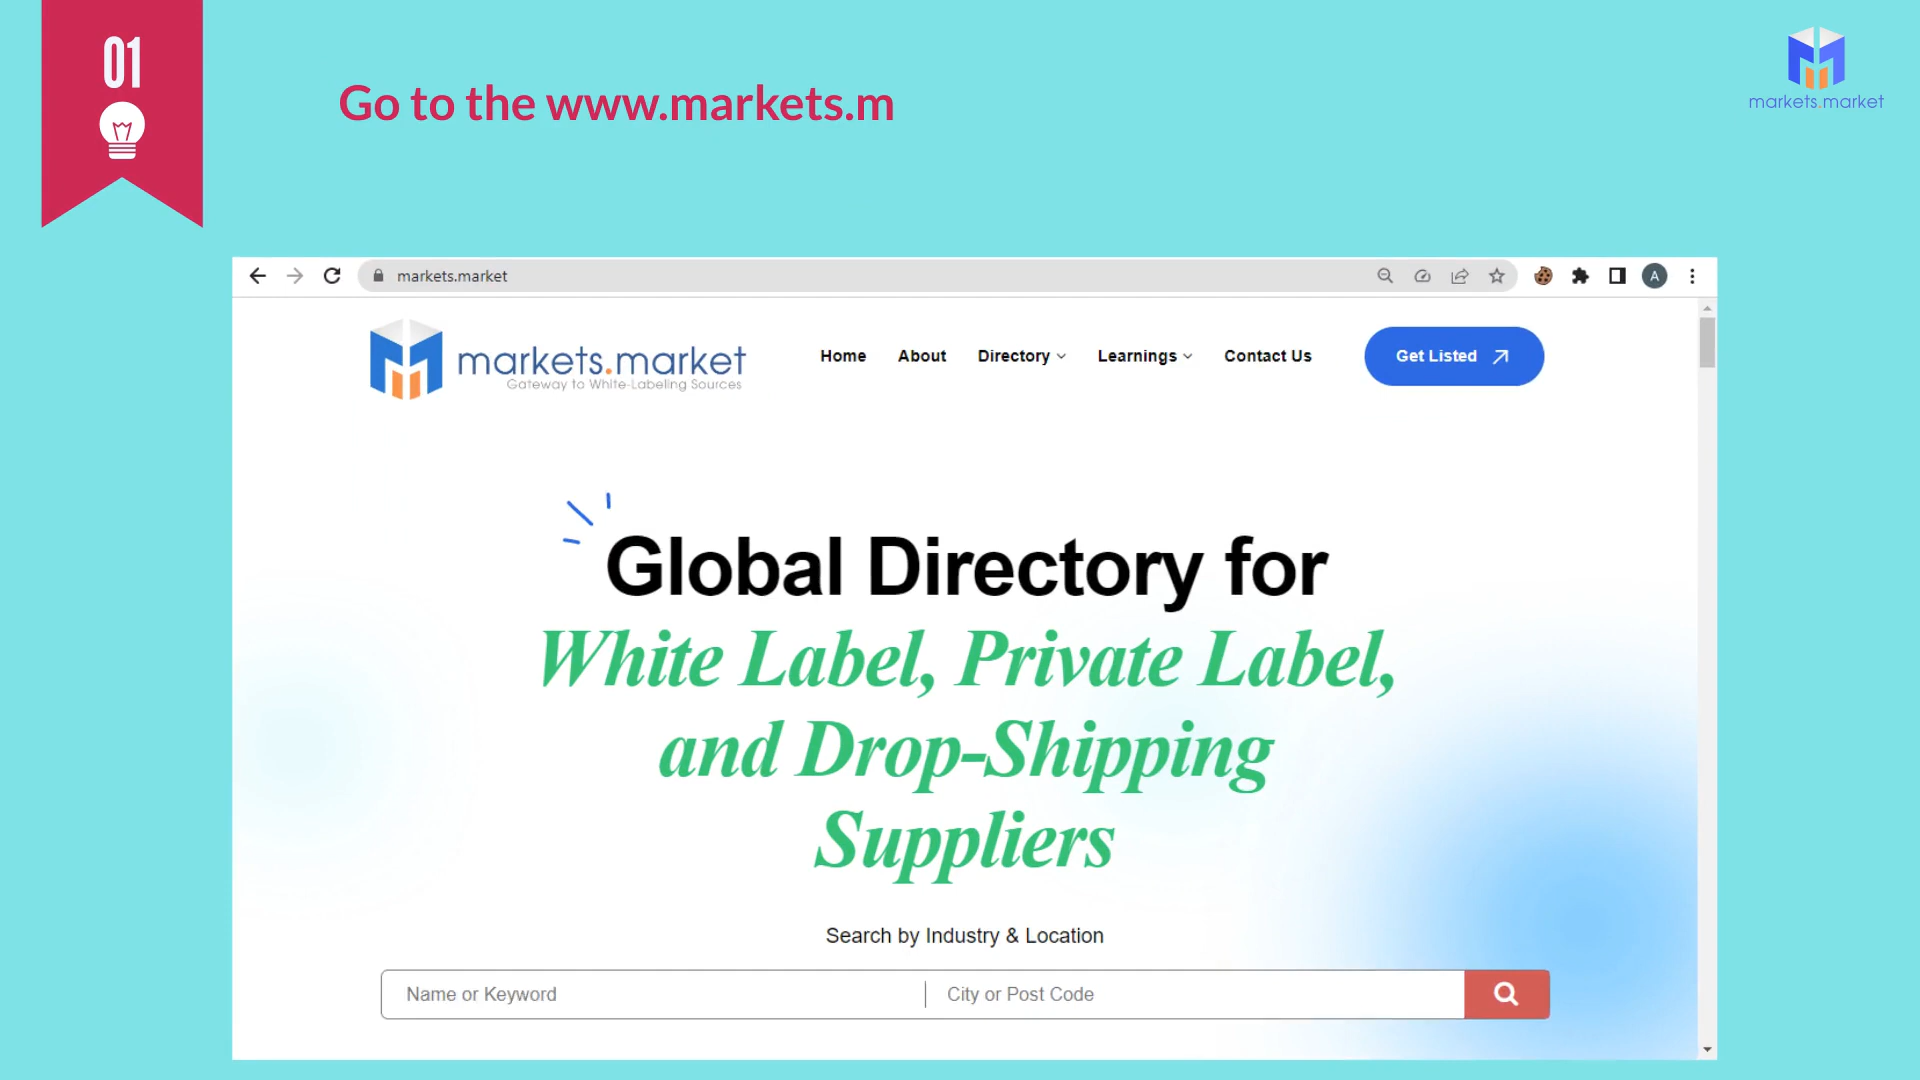 01
Go to the www.markets.m
markets.market
markets.market
A
markets.market
Gateway to White-Labeling Sources
Home About Directory Learnings Contact Us Get Listed
Global Directory for
White Label, Private Label,
and Drop-Shipping
Suppliers
Search by Industry & Location
Name or Keyword City or Post Code